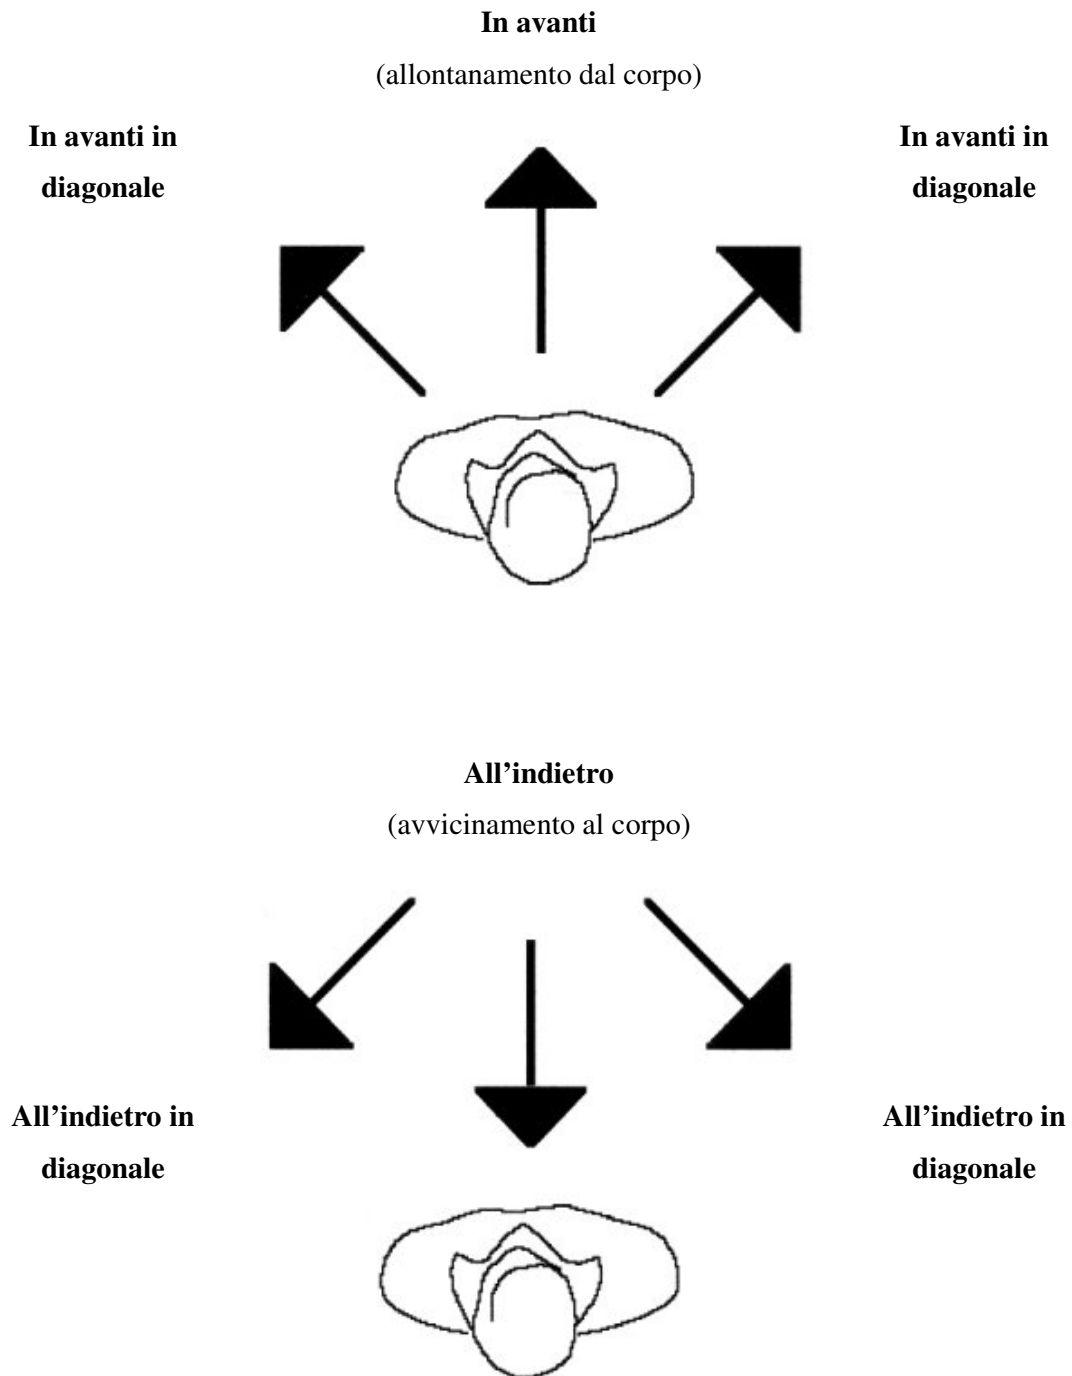 In avanti
(allontanamento dal corpo)
In avanti in
diagonale
In avanti in
diagonale
All’indietro
(avvicinamento al corpo)
All’indietro in
diagonale
All’indietro in
diagonale